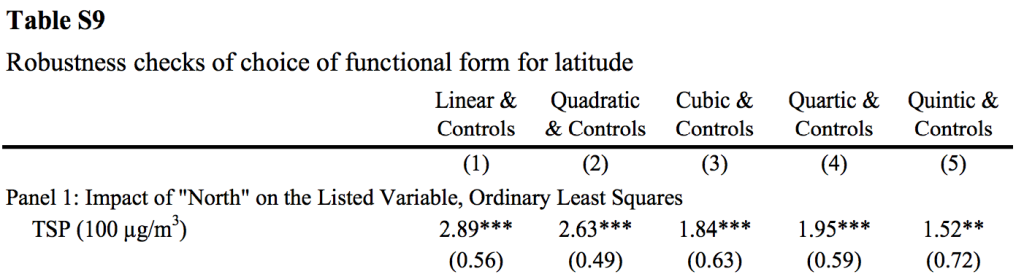 Table S9
Robustness checks of choice of functional form for latitude
Linear & Quadratic Cubic & Quartic & Quintic &
Controls & Controls Controls Controls Controls
(1) (2) (3) (4) (5)
Panel 1: Impact of "North" on the Listed Variable, Ordinary Least Squares
TSP (100 μg/m³) 2.89*** 2.63*** 1.84*** 1.95*** 1.52**
(0.56) (0.49) (0.63) (0.59) (0.72)